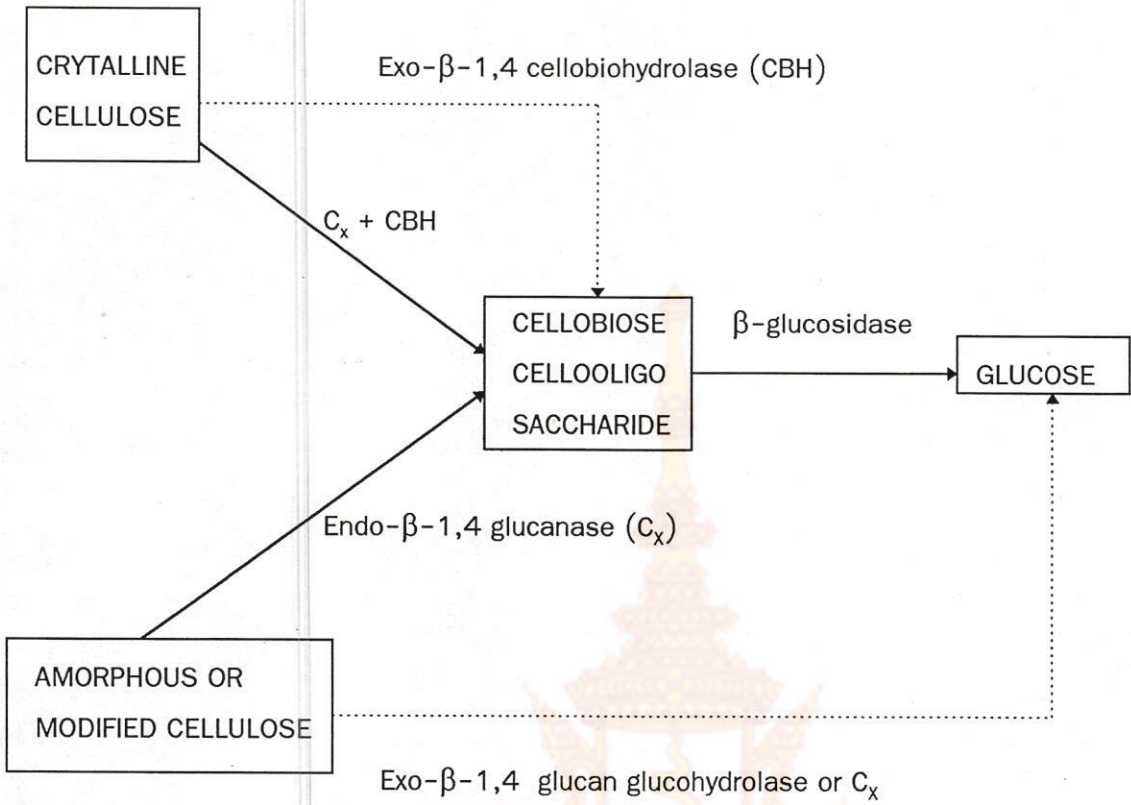 CRYTALLINE
CELLULOSE
Exo-β-1,4 cellobiohydrolase (CBH)
Cₓ + CBH
CELLOBIOSE
CELLOOLIGO
SACCHARIDE
β-glucosidase
GLUCOSE
Endo-β-1,4 glucanase (Cₓ)
AMORPHOUS OR
MODIFIED CELLULOSE
Exo-β-1,4 glucan glucohydrolase or Cₓ